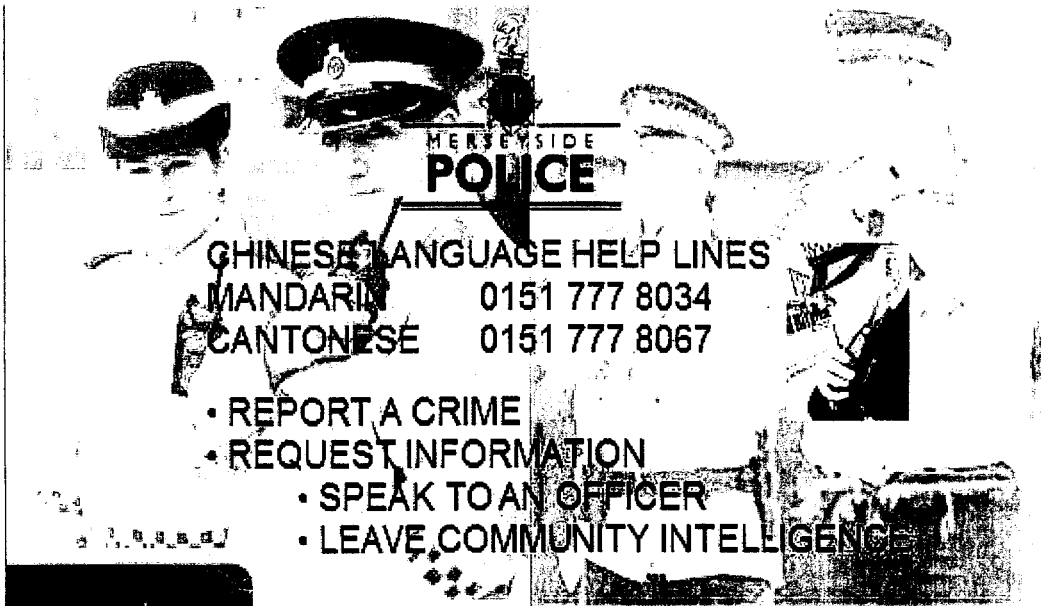 MERSEYSIDE
POLICE
CHINESE LANGUAGE HELP LINES
MANDARIN 0151 777 8034
CANTONESE 0151 777 8067
• REPORT A CRIME
• REQUEST INFORMATION
• SPEAK TO AN OFFICER
• LEAVE COMMUNITY INTELLIGENCE